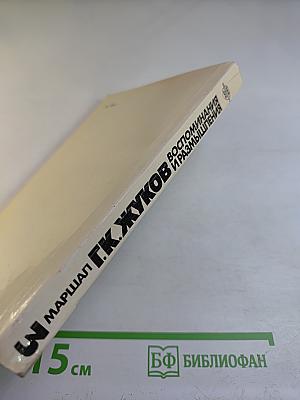 3
МАРШАЛ
Г.К.ЖУКОВ
ВОСПОМИНАНИЯ
И РАЗМЫШЛЕНИЯ
15 см
БФ БИБЛИОФАН